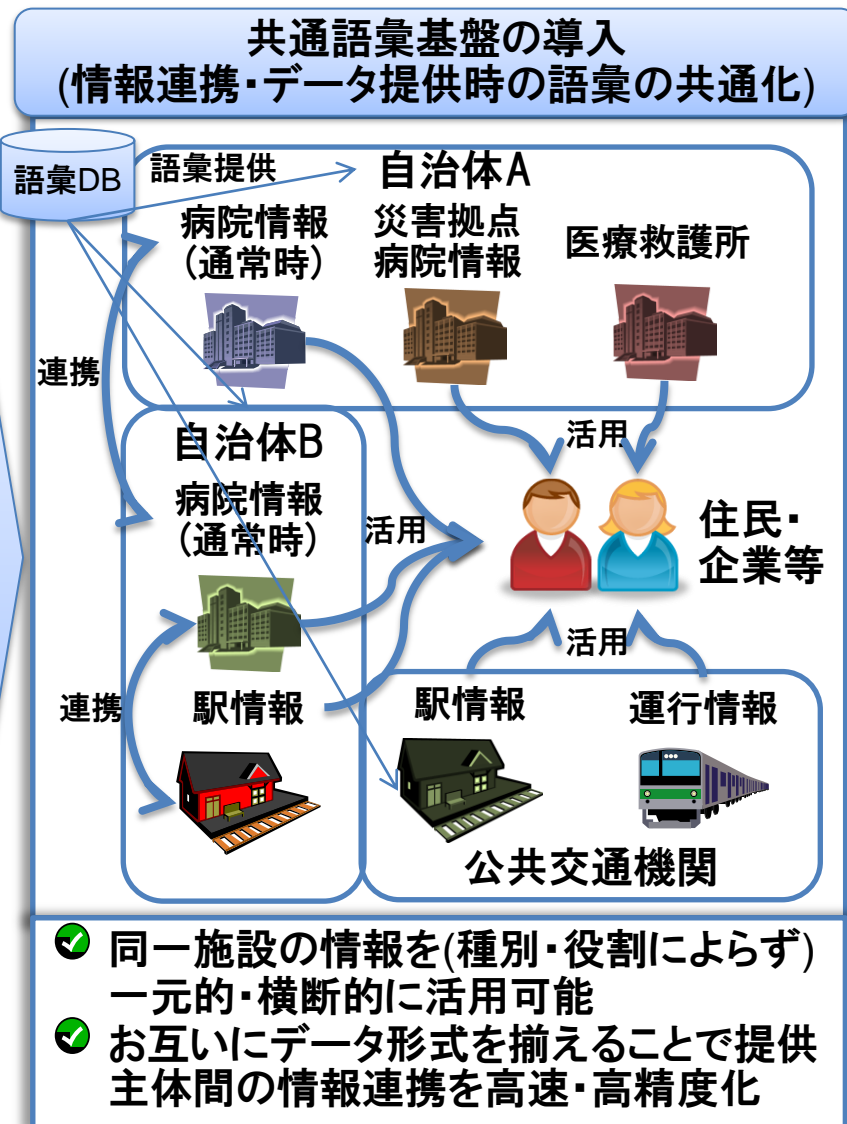 共通語彙基盤の導入
(情報連携・データ提供時の語彙の共通化)
語彙DB
語彙提供
自治体A
病院情報
(通常時)
災害拠点
病院情報
医療救護所
連携
活用
自治体B
病院情報
(通常時)
活用
住民・
企業等
活用
連携
駅情報
駅情報
運行情報
公共交通機関
同一施設の情報を(種別・役割によらず)
一元的・横断的に活用可能
お互いにデータ形式を揃えることで提供
主体間の情報連携を高速・高精度化